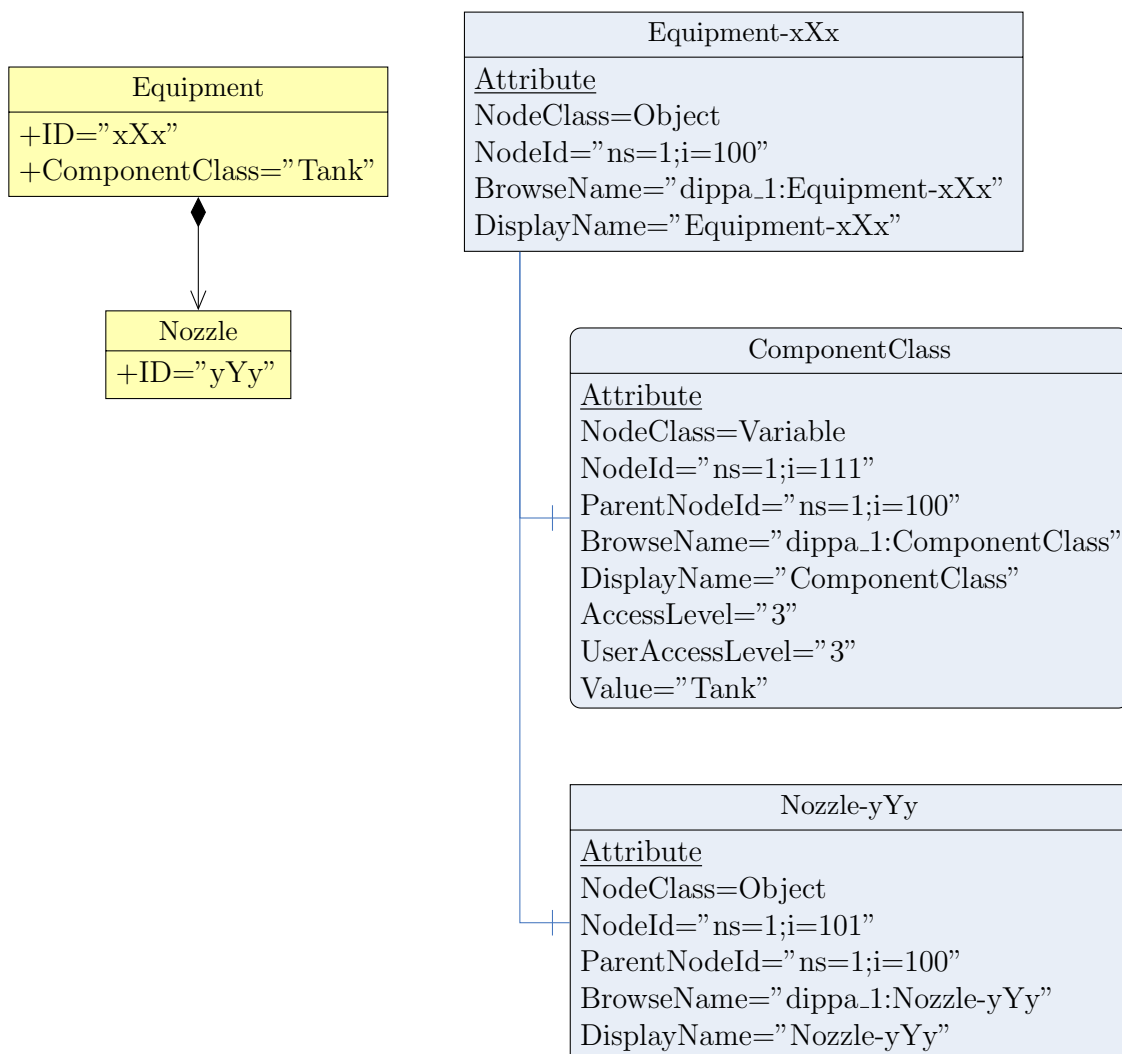 Equipment
+ID=”xXx”
+ComponentClass=”Tank”
Nozzle
+ID=”yYy”
Equipment-xXx
Attribute
NodeClass=Object
NodeId=”ns=1;i=100”
BrowseName=”dippa_1:Equipment-xXx”
DisplayName=”Equipment-xXx”
ComponentClass
Attribute
NodeClass=Variable
NodeId=”ns=1;i=111”
ParentNodeId=”ns=1;i=100”
BrowseName=”dippa_1:ComponentClass”
DisplayName=”ComponentClass”
AccessLevel=”3”
UserAccessLevel=”3”
Value=”Tank”
Nozzle-yYy
Attribute
NodeClass=Object
NodeId=”ns=1;i=101”
ParentNodeId=”ns=1;i=100”
BrowseName=”dippa_1:Nozzle-yYy”
DisplayName=”Nozzle-yYy”